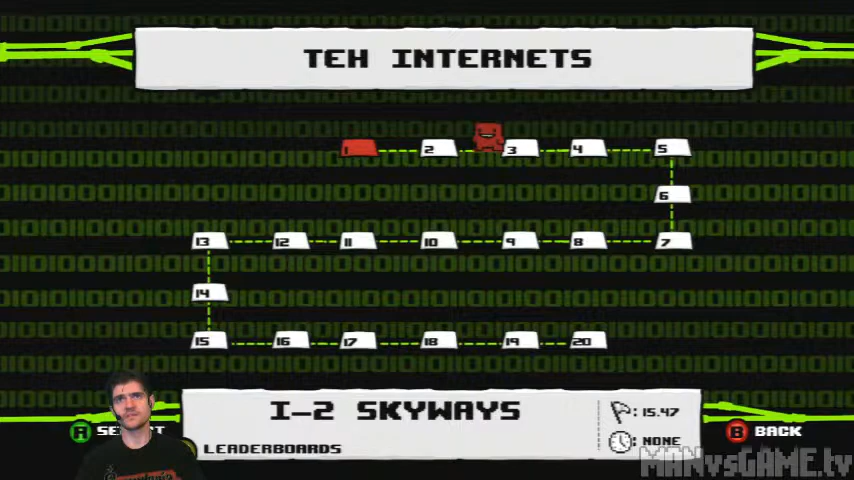 TEH INTERNETS
1 2 3 4 5
6
13 12 11 10 9 8 7
14
15 16 17 18 19 20
I-2 SKYWAYS
: 15.47
A
B BACK
: NONE
LEADERBOARDS
MANvsGAME.tv